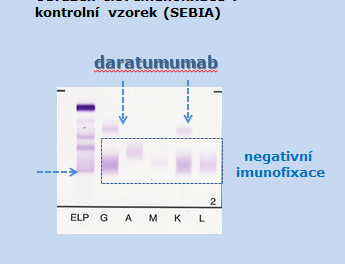 kontrolní vzorek (SEBIA)
daratumumab
negativní
imunofixace
2
ELP G A M K L